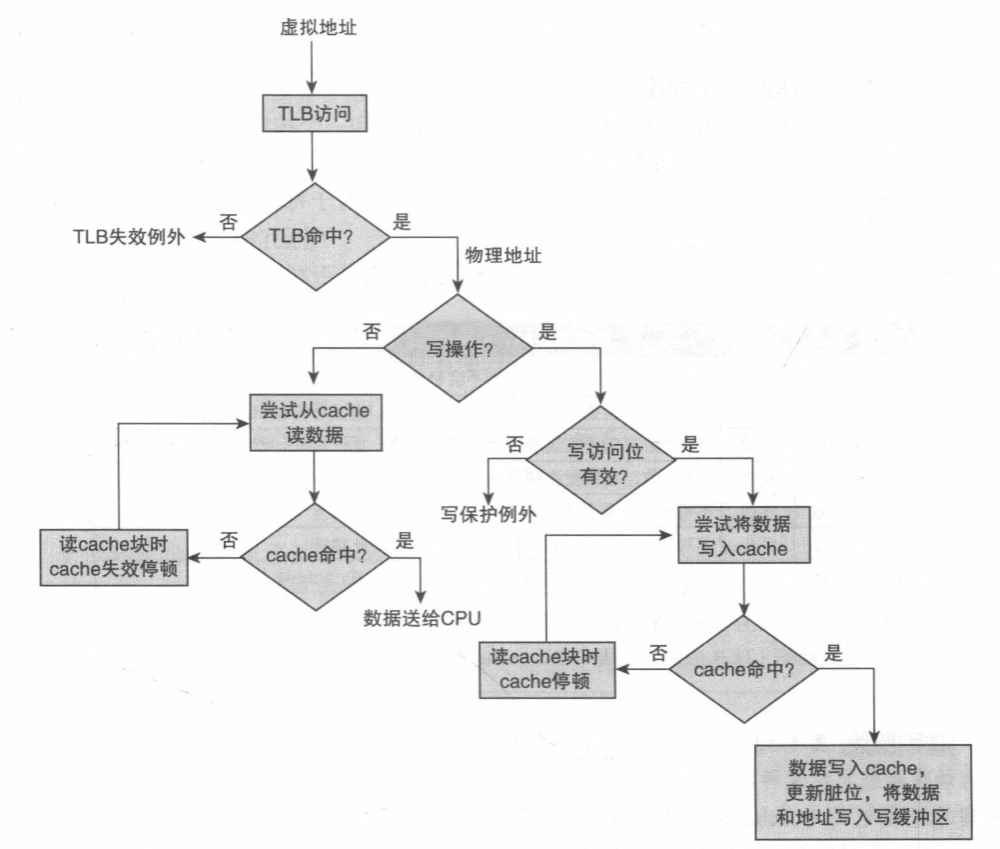 虚拟地址
TLB访问
TLB命中?
否
是
TLB失效例外
物理地址
写操作?
否
是
尝试从cache
读数据
写访问位
有效?
否
是
写保护例外
尝试将数据
写入cache
cache命中?
否
是
读cache块时
cache失效停顿
数据送给CPU
cache命中?
否
是
读cache块时
cache停顿
数据写入cache，
更新脏位，将数据
和地址写入写缓冲区